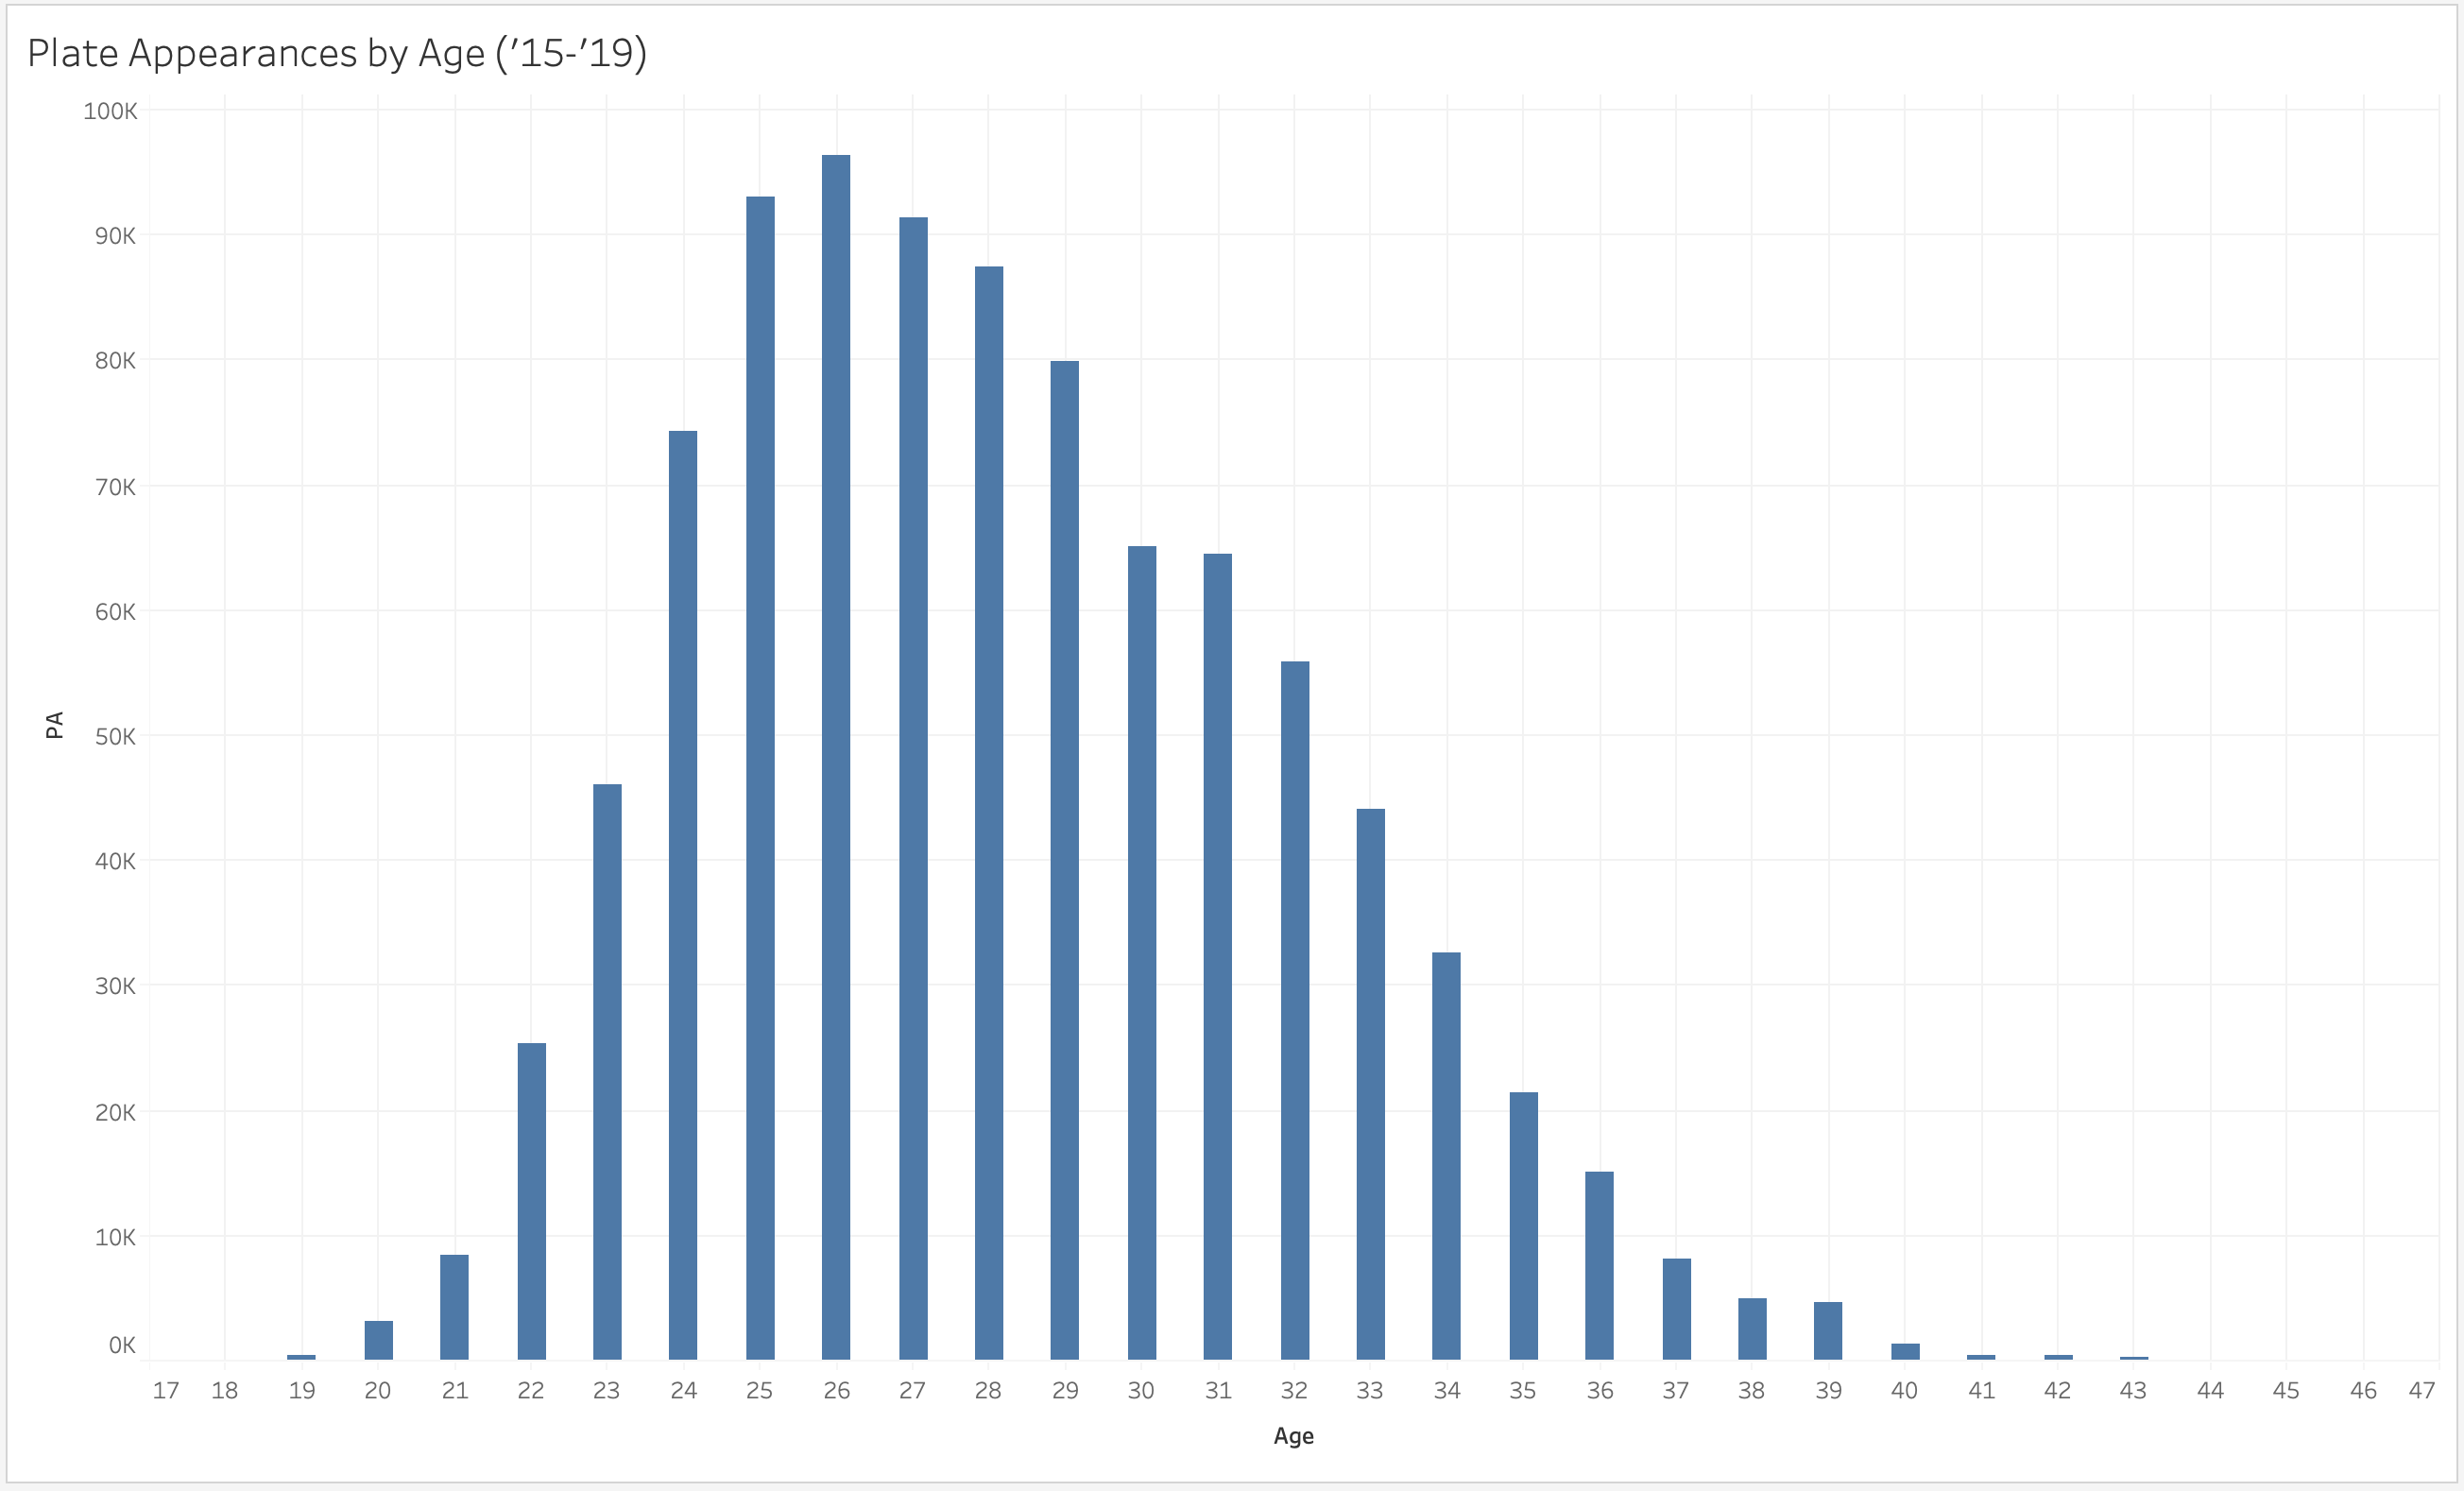 Plate Appearances by Age (’15-’19)
100K
90K
80K
70K
60K
50K
40K
30K
20K
10K
0K
PA
17 18 19 20 21 22 23 24 25 26 27 28 29 30 31 32 33 34 35 36 37 38 39 40 41 42 43 44 45 46 47
Age